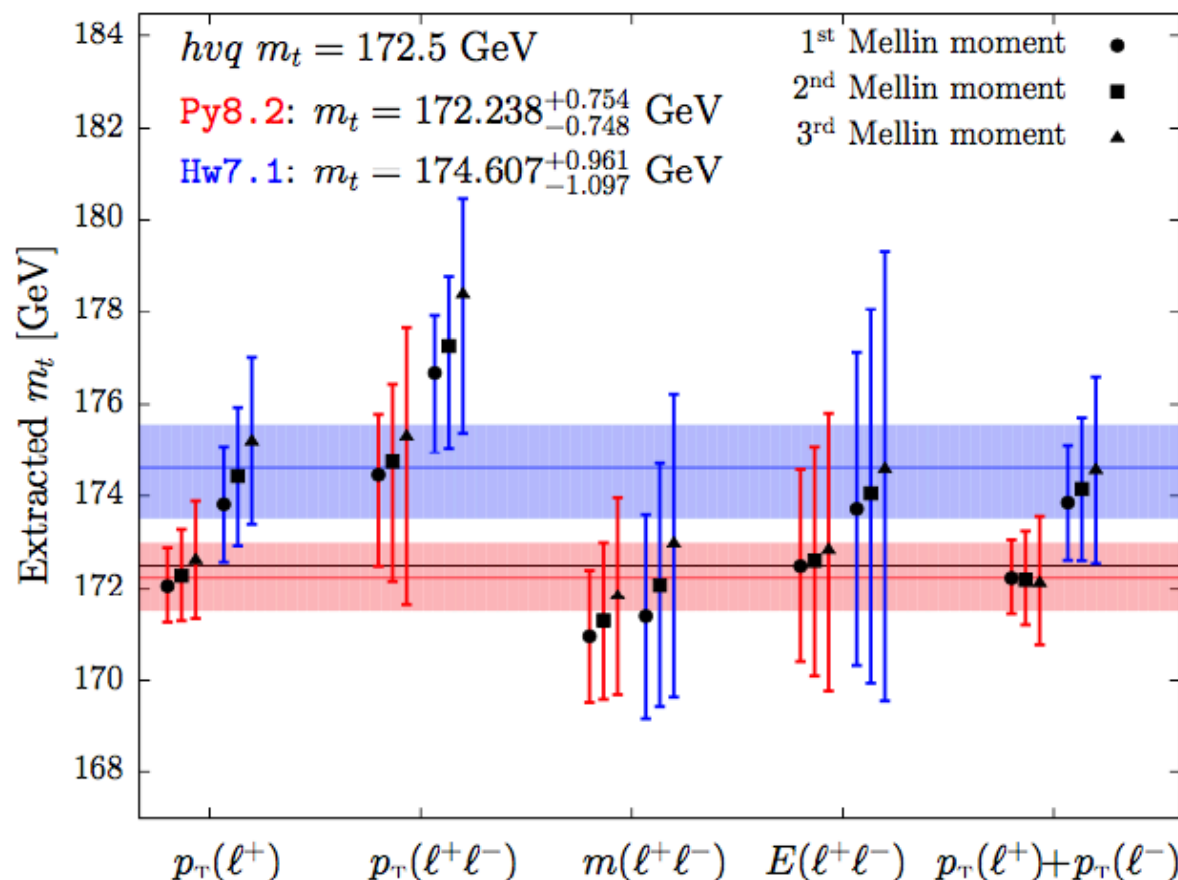 hvq m_t = 172.5 GeV
Py8.2: m_t = 172.238^{+0.754}_{-0.748} GeV
Hw7.1: m_t = 174.607^{+0.961}_{-1.097} GeV
1st Mellin moment
2nd Mellin moment
3rd Mellin moment
Extracted m_t [GeV]
184
182
180
178
176
174
172
170
168
p_T(ℓ^+)
p_T(ℓ^+ℓ^-)
m(ℓ^+ℓ^-)
E(ℓ^+ℓ^-)
p_T(ℓ^+)+p_T(ℓ^-)